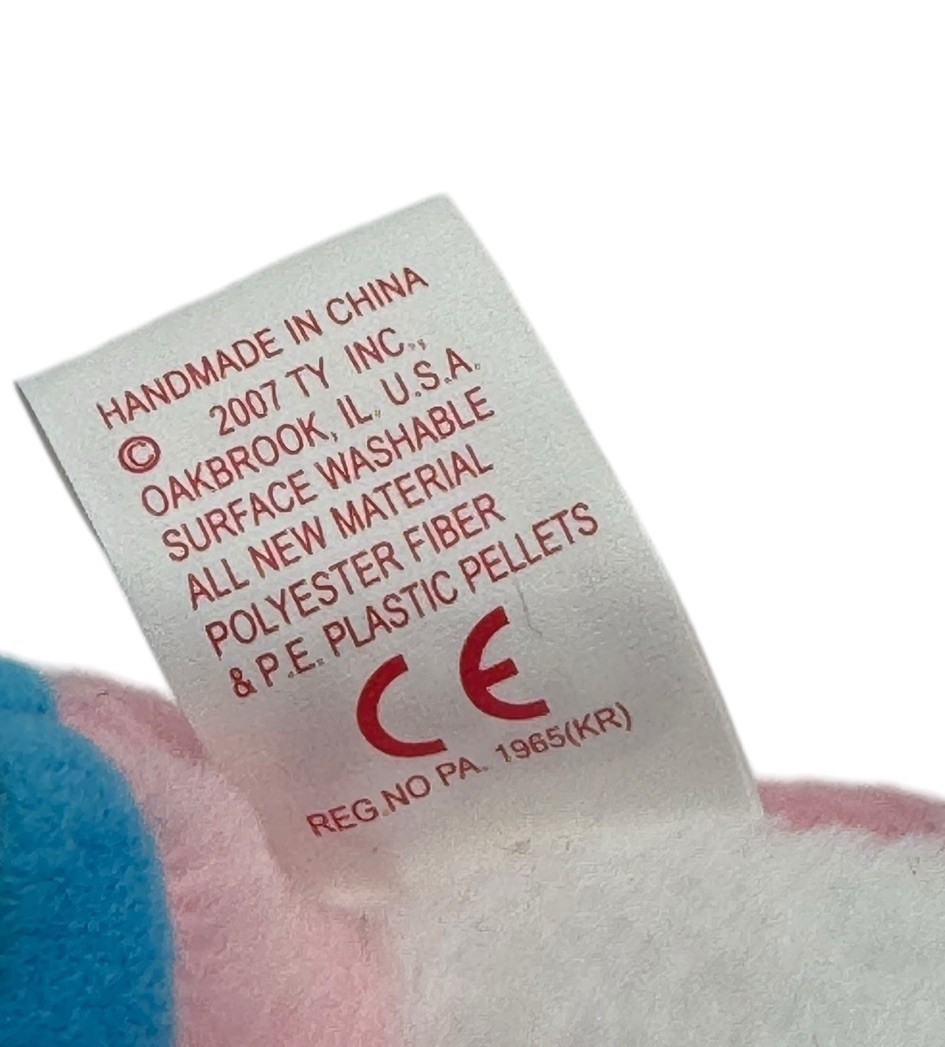 HANDMADE IN CHINA
© 2007 TY INC.,
OAKBROOK, IL, U.S.A.
SURFACE WASHABLE
ALL NEW MATERIAL
POLYESTER FIBER
& P.E. PLASTIC PELLETS
CE
REG.NO PA. 1965(KR)